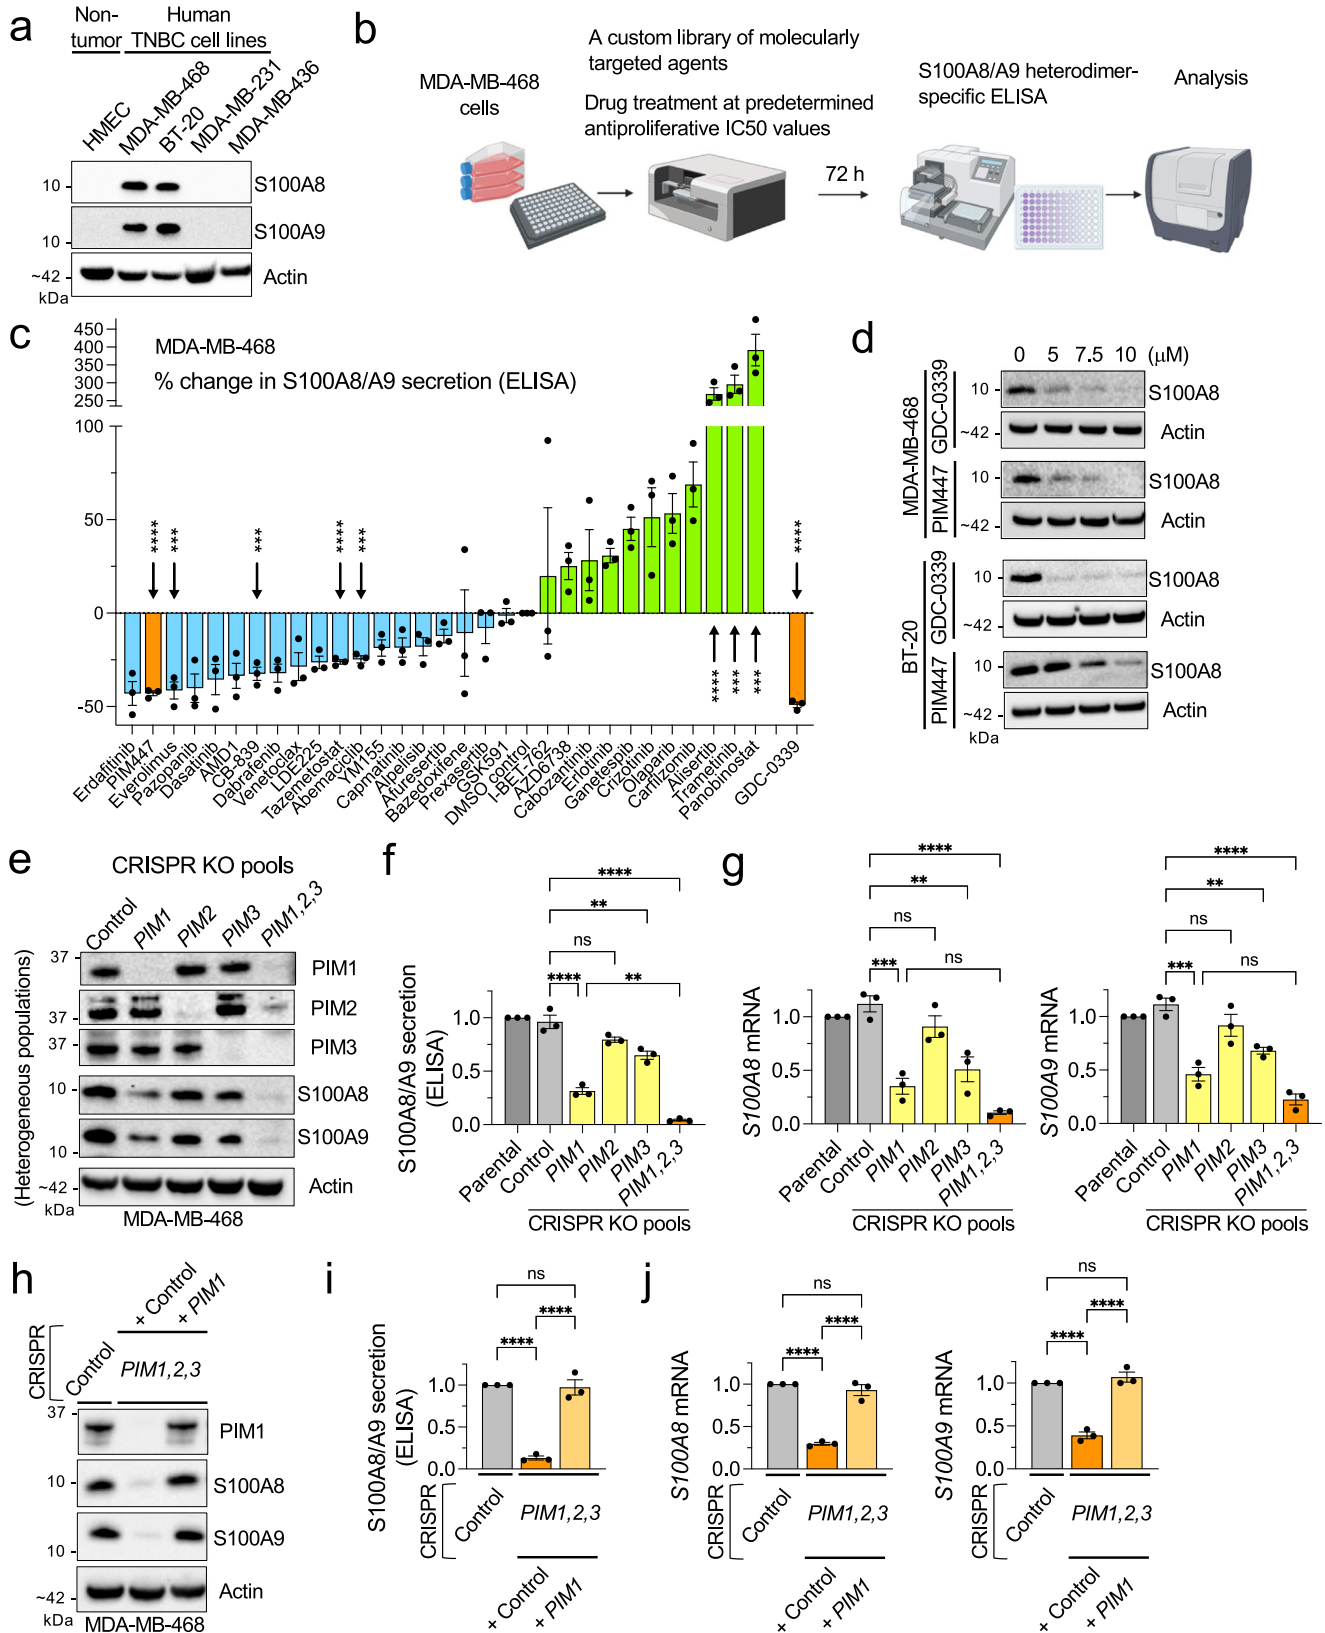 a
Non-
tumor
Human
TNBC cell lines
HMEC
MDA-MB-468
BT-20
MDA-MB-231
MDA-MB-436
10
S100A8
10
S100A9
~42
Actin
kDa
b
MDA-MB-468
cells
A custom library of molecularly
targeted agents
Drug treatment at predetermined
antiproliferative IC50 values
72 h
S100A8/A9 heterodimer-
specific ELISA
Analysis
c
MDA-MB-468
% change in S100A8/A9 secretion (ELISA)
450
400
350
300
250
100
50
0
-50
****
***
***
****
***
****
***
***
****
Erdafitinib
PIM447
Everolimus
Pazopanib
Dasatinib
AMD1
CB-839
Dabrafenib
Venetoclax
LDE225
Tazemetostat
Abemaciclib
YM155
Capmatinib
Alpelisib
Afuresertib
Bazedoxifene
Prexasertib
GSK591
DMSO control
I-BET-762
AZD6738
Cabozantinib
Erlotinib
Ganetespib
Crizotinib
Olaparib
Carfilzomib
Alisertib
Trametinib
Panobinostat
GDC-0339
d
0 5 7.5 10 (μM)
MDA-MB-468
GDC-0339
10
S100A8
~42
Actin
PIM447
10
S100A8
~42
Actin
BT-20
GDC-0339
10
S100A8
~42
Actin
PIM447
10
S100A8
~42
Actin
kDa
e
CRISPR KO pools
(Heterogeneous populations)
Control
PIM1
PIM2
PIM3
PIM1,2,3
37
PIM1
37
PIM2
37
PIM3
10
S100A8
10
S100A9
~42
Actin
kDa
MDA-MB-468
f
S100A8/A9 secretion
(ELISA)
****
**
ns
**** **
1.0
0.5
0.0
Parental
Control
PIM1
PIM2
PIM3
PIM1,2,3
CRISPR KO pools
g
S100A8 mRNA
****
**
ns
*** ns
1.0
0.5
0.0
Parental
Control
PIM1
PIM2
PIM3
PIM1,2,3
CRISPR KO pools
S100A9 mRNA
****
**
ns
*** ns
1.0
0.5
0.0
Parental
Control
PIM1
PIM2
PIM3
PIM1,2,3
CRISPR KO pools
h
CRISPR
Control
+ Control
+ PIM1
PIM1,2,3
37
PIM1
10
S100A8
10
S100A9
~42
Actin
kDa
MDA-MB-468
i
S100A8/A9 secretion
(ELISA)
ns
****
****
1.0
0.5
0.0
CRISPR
Control
PIM1,2,3
+ Control
+ PIM1
j
S100A8 mRNA
ns
****
****
1.0
0.5
0.0
CRISPR
Control
PIM1,2,3
+ Control
+ PIM1
S100A9 mRNA
ns
****
****
1.0
0.5
0.0
CRISPR
Control
PIM1,2,3
+ Control
+ PIM1